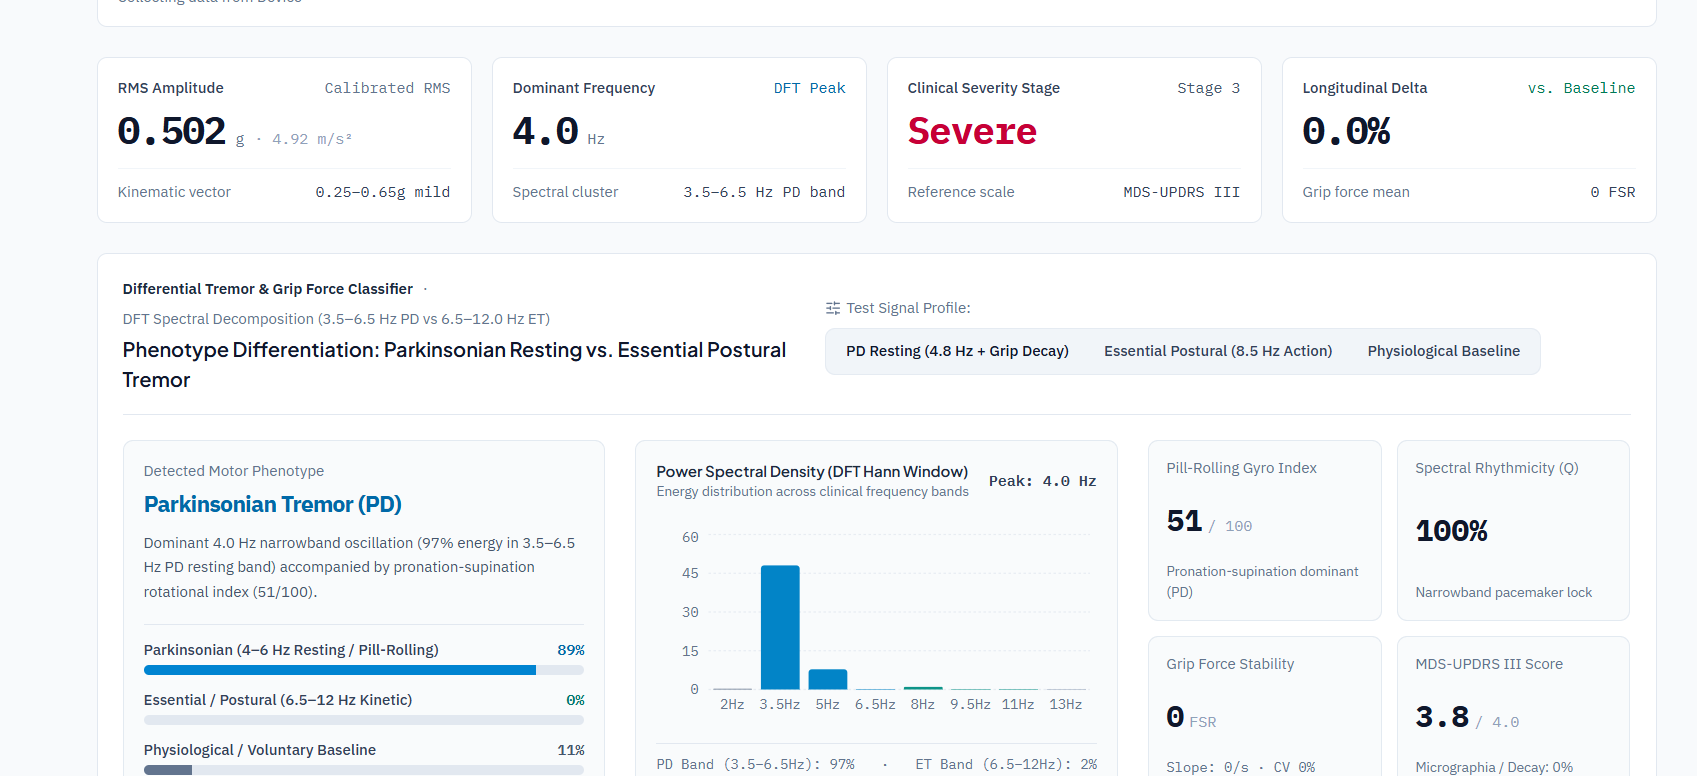 Collecting data from Device
RMS Amplitude
Calibrated RMS
0.502 g · 4.92 m/s²
Kinematic vector
0.25–0.65g mild
Dominant Frequency
DFT Peak
4.0 Hz
Spectral cluster
3.5–6.5 Hz PD band
Clinical Severity Stage
Stage 3
Severe
Reference scale
MDS-UPDRS III
Longitudinal Delta
vs. Baseline
0.0%
Grip force mean
0 FSR
Differential Tremor & Grip Force Classifier ·
DFT Spectral Decomposition (3.5–6.5 Hz PD vs 6.5–12.0 Hz ET)
Phenotype Differentiation: Parkinsonian Resting vs. Essential Postural
Tremor
Test Signal Profile:
PD Resting (4.8 Hz + Grip Decay)
Essential Postural (8.5 Hz Action)
Physiological Baseline
Detected Motor Phenotype
Parkinsonian Tremor (PD)
Dominant 4.0 Hz narrowband oscillation (97% energy in 3.5–6.5
Hz PD resting band) accompanied by pronation-supination
rotational index (51/100).
Parkinsonian (4–6 Hz Resting / Pill-Rolling)
89%
Essential / Postural (6.5–12 Hz Kinetic)
0%
Physiological / Voluntary Baseline
11%
Power Spectral Density (DFT Hann Window)
Energy distribution across clinical frequency bands
Peak: 4.0 Hz
60
45
30
15
0
2Hz 3.5Hz 5Hz 6.5Hz 8Hz 9.5Hz 11Hz 13Hz
PD Band (3.5–6.5Hz): 97% · ET Band (6.5–12Hz): 2%
Pill-Rolling Gyro Index
51 / 100
Pronation-supination dominant
(PD)
Spectral Rhythmicity (Q)
100%
Narrowband pacemaker lock
Grip Force Stability
0 FSR
Slope: 0/s · CV 0%
MDS-UPDRS III Score
3.8 / 4.0
Micrographia / Decay: 0%